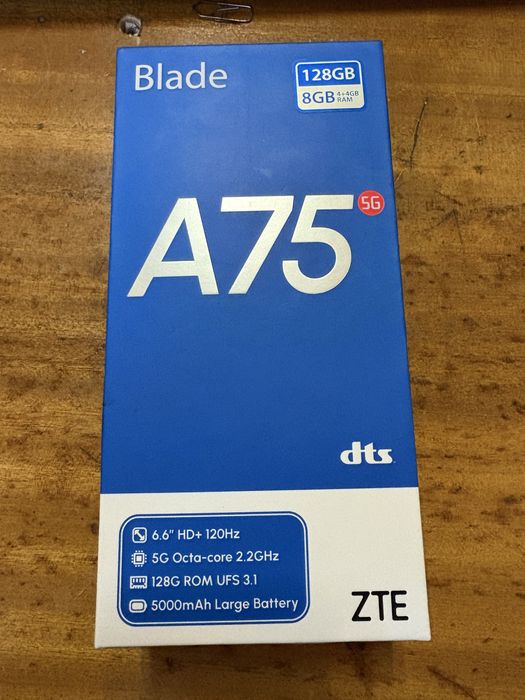 Blade
128GB
8GB 4+4GB RAM
A75 5G
dts
6.6" HD+ 120Hz
5G Octa-core 2.2GHz
128G ROM UFS 3.1
5000mAh Large Battery
ZTE